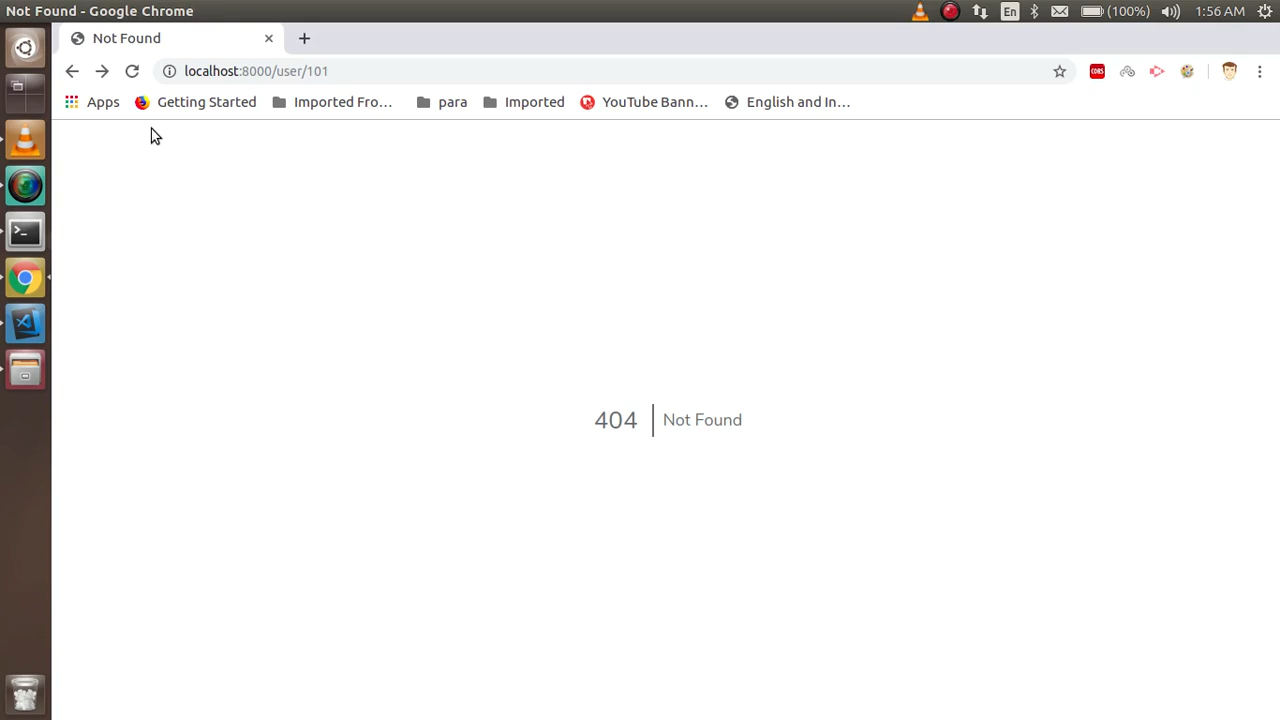 Not Found - Google Chrome
En
(100%)
1:56 AM
Not Found
localhost:8000/user/101
CORS
Apps
Getting Started
Imported Fro...
para
Imported
YouTube Bann...
English and In...
404
Not Found